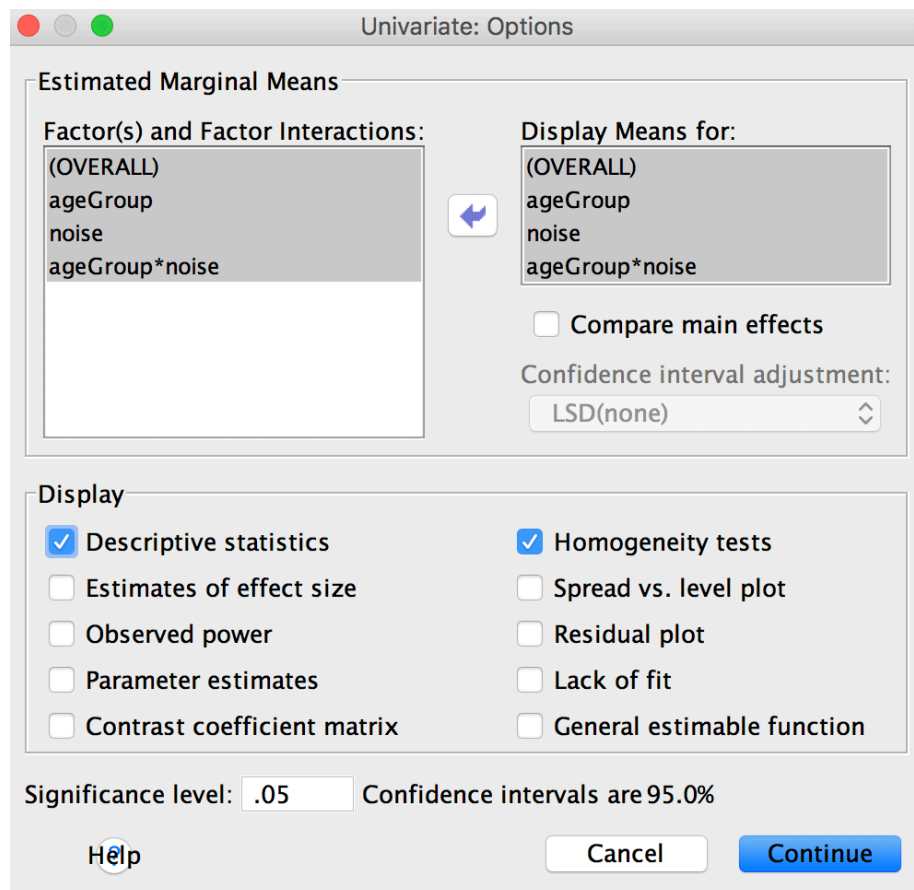 Univariate: Options
Estimated Marginal Means
Factor(s) and Factor Interactions:
(OVERALL)
ageGroup
noise
ageGroup*noise
Display Means for:
(OVERALL)
ageGroup
noise
ageGroup*noise
Compare main effects
Confidence interval adjustment:
LSD(none)
Display
Descriptive statistics
Homogeneity tests
Estimates of effect size
Spread vs. level plot
Observed power
Residual plot
Parameter estimates
Lack of fit
Contrast coefficient matrix
General estimable function
Significance level: .05 Confidence intervals are 95.0%
Help
Cancel
Continue